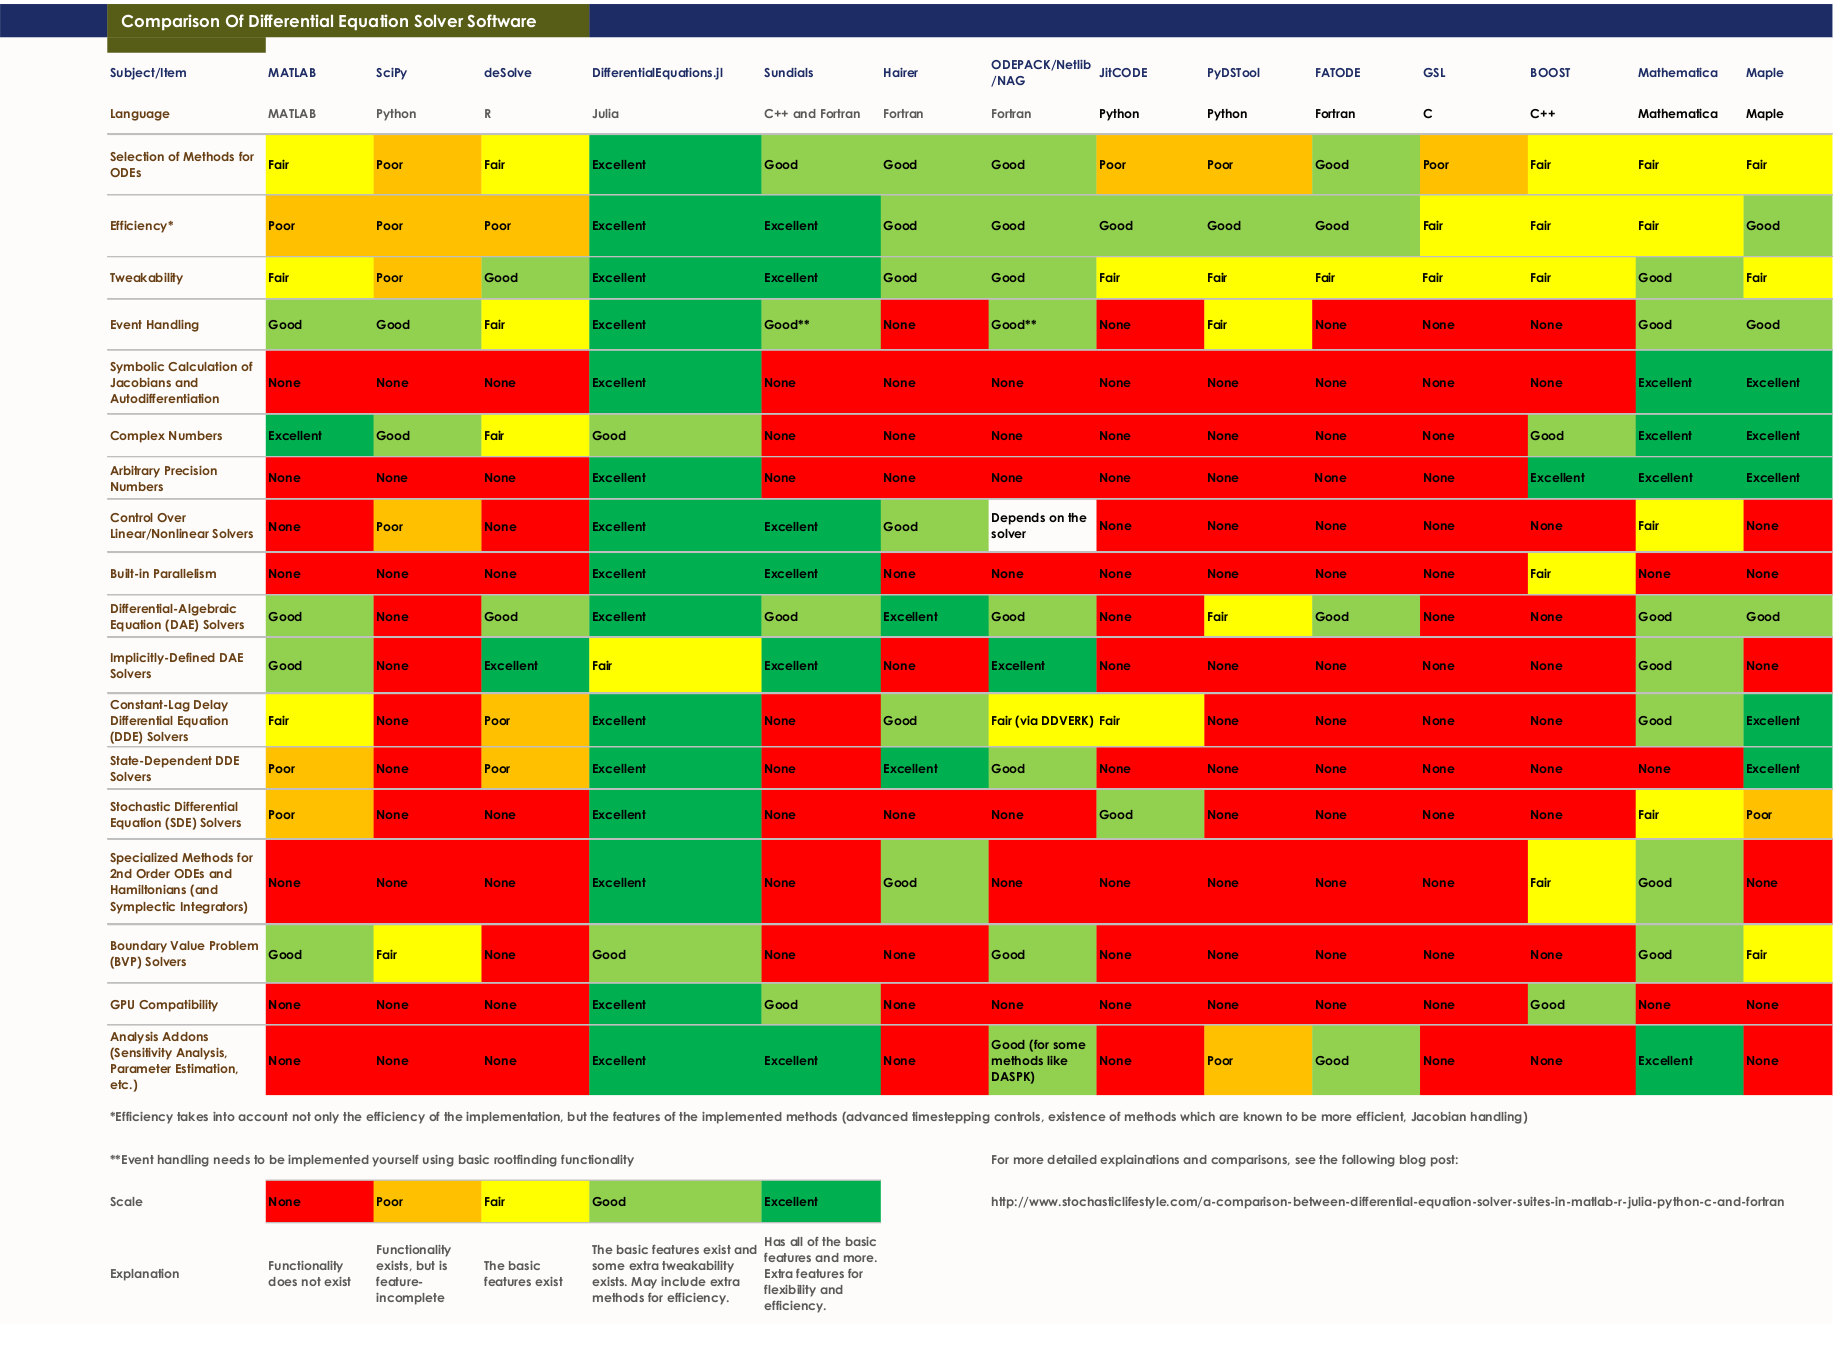 Comparison Of Differential Equation Solver Software
Subject/Item MATLAB SciPy deSolve DifferentialEquations.jl Sundials Hairer ODEPACK/Netlib /NAG JitCODE PyDSTool FATODE GSL BOOST Mathematica Maple
Language MATLAB Python R Julia C++ and Fortran Fortran Fortran Python Python Fortran C C++ Mathematica Maple
Selection of Methods for ODEs Fair Poor Fair Excellent Good Good Good Poor Poor Good Poor Fair Fair Fair
Efficiency* Poor Poor Poor Excellent Excellent Good Good Good Good Good Fair Fair Fair Good
Tweakability Fair Poor Good Excellent Excellent Good Good Fair Fair Fair Fair Fair Good Fair
Event Handling Good Good Fair Excellent Good** None Good** None Fair None None None Good Good
Symbolic Calculation of Jacobians and Autodifferentiation None None None Excellent None None None None None None None None Excellent Excellent
Complex Numbers Excellent Good Fair Good None None None None None None None Good Excellent Excellent
Arbitrary Precision Numbers None None None Excellent None None None None None None None Excellent Excellent Excellent
Control Over Linear/Nonlinear Solvers None Poor None Excellent Excellent Good Depends on the solver None None None None None Fair None
Built-in Parallelism None None None Excellent Excellent None None None None None None Fair None None
Differential-Algebraic Equation (DAE) Solvers Good None Good Excellent Good Excellent Good None Fair Good None None Good Good
Implicitly-Defined DAE Solvers Good None Excellent Fair Excellent None Excellent None None None None None Good None
Constant-Lag Delay Differential Equation (DDE) Solvers Fair None Poor Excellent None Good Fair (via DDVERK) Fair None None None None Good Excellent
State-Dependent DDE Solvers Poor None Poor Excellent None Excellent Good None None None None None None Excellent
Stochastic Differential Equation (SDE) Solvers Poor None None Excellent None None None Good None None None None Fair Poor
Specialized Methods for 2nd Order ODEs and Hamiltonians (and Symplectic Integrators) None None None Excellent None Good None None None None None Fair Good None
Boundary Value Problem (BVP) Solvers Good Fair None Good None None Good None None None None None Good Fair
GPU Compatibility None None None Excellent Good None None None None None None Good None None
Analysis Addons (Sensitivity Analysis, Parameter Estimation, etc.) None None None Excellent Excellent None Good (for some methods like DASPK) None Poor Good None None Excellent None
*Efficiency takes into account not only the efficiency of the implementation, but the features of the implemented methods (advanced timestepping controls, existence of methods which are known to be more efficient, Jacobian handling)
**Event handling needs to be implemented yourself using basic rootfinding functionality
For more detailed explainations and comparisons, see the following blog post:
Scale None Poor Fair Good Excellent
http://www.stochasticlifestyle.com/a-comparison-between-differential-equation-solver-suites-in-matlab-r-julia-python-c-and-fortran
Explanation
Functionality does not exist
Functionality exists, but is feature-incomplete
The basic features exist
The basic features exist and some extra tweakability exists. May include extra methods for efficiency.
Has all of the basic features and more. Extra features for flexibility and efficiency.